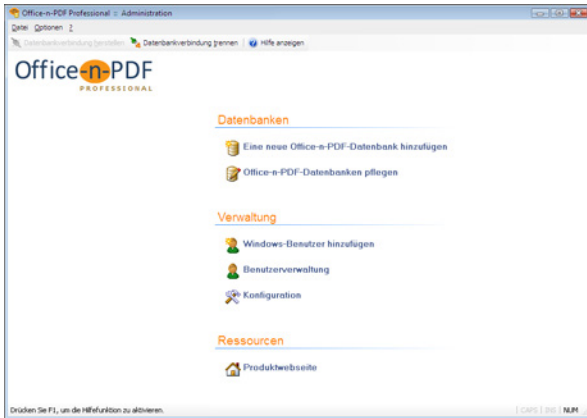 Office-n-PDF Professional :: Administration
Datei Optionen ?
Datenbankverbindung herstellen Datenbankverbindung trennen Hilfe anzeigen
Office-n-PDF
PROFESSIONAL
Datenbanken
Eine neue Office-n-PDF-Datenbank hinzufügen
Office-n-PDF-Datenbanken pflegen
Verwaltung
Windows-Benutzer hinzufügen
Benutzerverwaltung
Konfiguration
Ressourcen
Produktwebseite
Drücken Sie F1, um die Hilfefunktion zu aktivieren. | CAPS | INS | NUM